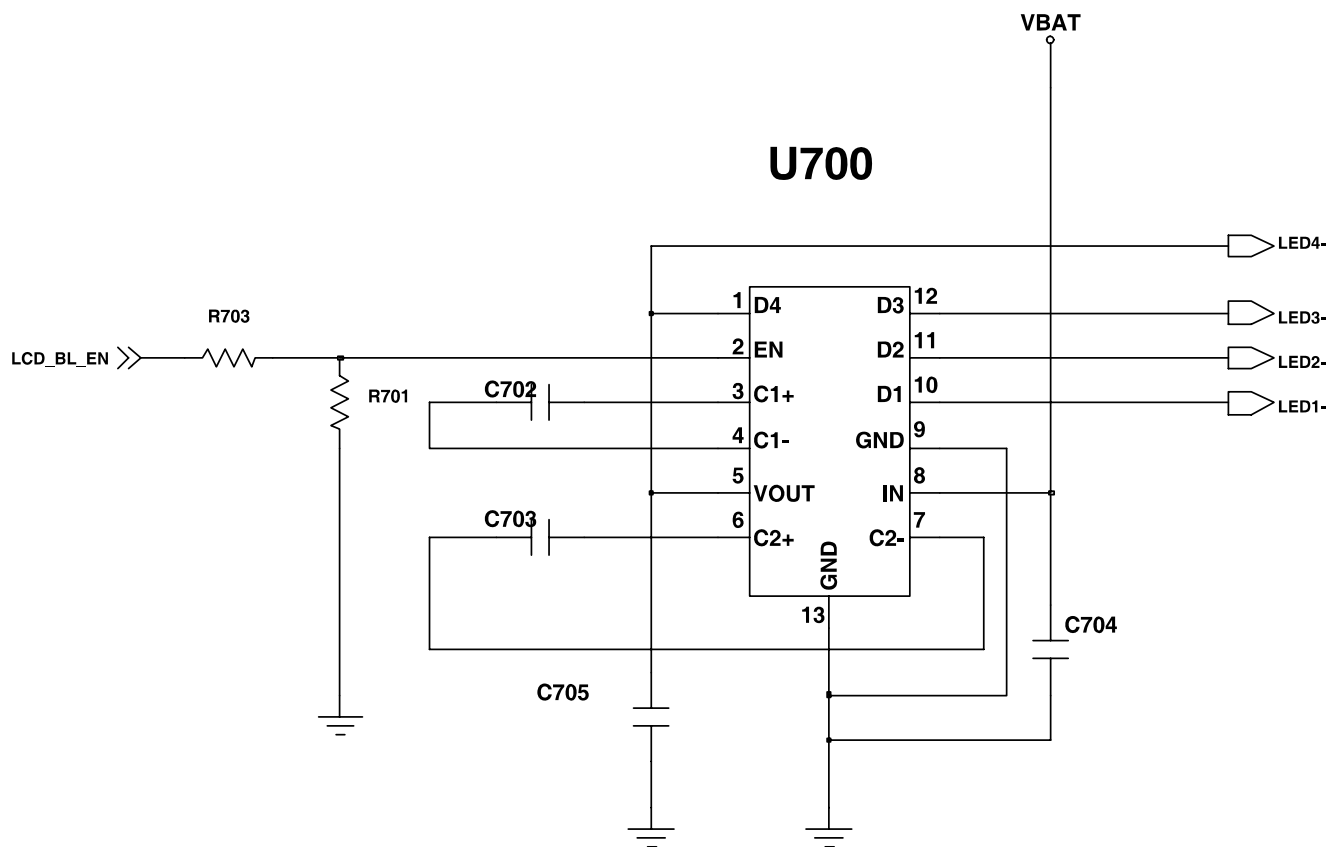 VBAT
U700
LED4-
1 D4
D3 12
LED3-
R703
LCD_BL_EN
2 EN
D2 11
LED2-
R701
C702
3 C1+
D1 10
LED1-
4 C1-
GND 9
5 VOUT
IN 8
C703
6 C2+
C2- 7
GND
13
C704
C705